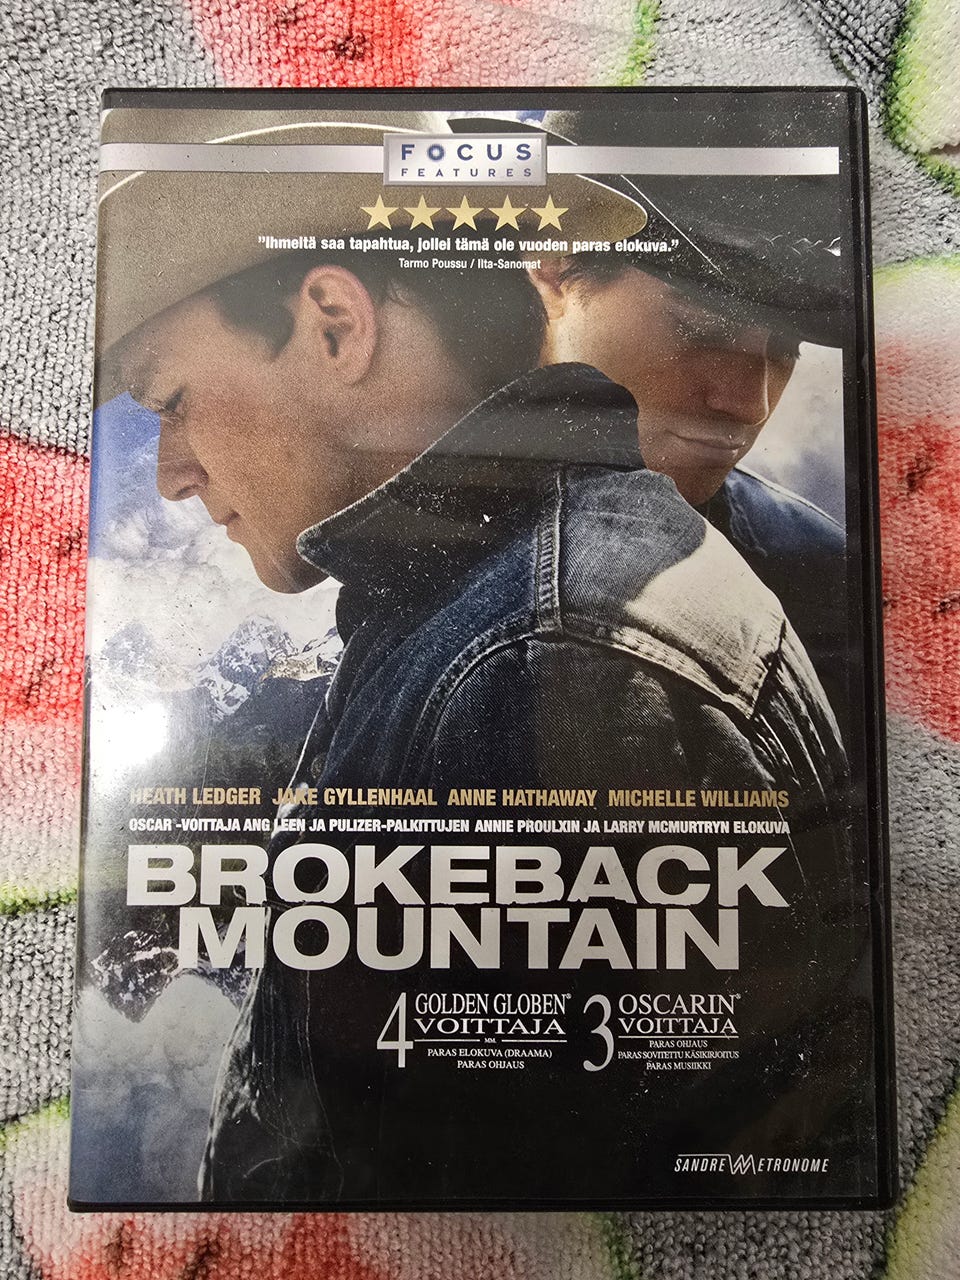 FOCUS
FEATURES
"Ihmeitä saa tapahtua, jollei tämä ole vuoden paras elokuva."
Tarmo Poussu / Ilta-Sanomat
HEATH LEDGER JAKE GYLLENHAAL ANNE HATHAWAY MICHELLE WILLIAMS
OSCAR®-VOITTAJA ANG LEEN JA PULIZER-PALKITTUJEN ANNIE PROULXIN JA LARRY MCMURTRYN ELOKUVA
BROKEBACK
MOUNTAIN
4 GOLDEN GLOBEN®
VOITTAJA
MM.
PARAS ELOKUVA (DRAAMA)
PARAS OHJAUS
3 OSCARIN®
VOITTAJA
PARAS OHJAUS
PARAS SOVITETTU KÄSIKIRJOITUS
PARAS MUSIIKKI
SANDREW METRONOME